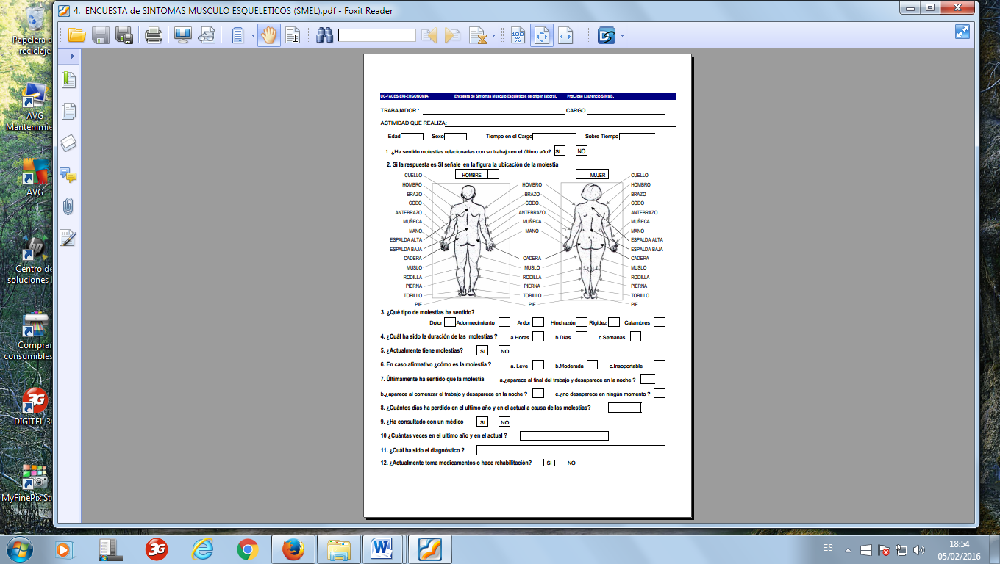 4. ENCUESTA de SINTOMAS MUSCULO ESQUELETICOS (SMEL).pdf - Foxit Reader
Papelera de reciclaje
AVG
Mantenimie
AVG
Centro de
soluciones
Comprar
consumibles
DIGITEL 3
MyFinePix Stu
UC-FACES-ERI-ERGONOMIA- Encuesta de Sintomas Musculo Esqueleticos de origen laboral. Prof.Jose Laurencio Silva B.
TRABAJADOR : CARGO
ACTIVIDAD QUE REALIZA:
Edad Sexo Tiempo en el Cargo Sobre Tiempo
1. ¿Ha sentido molestias relacionadas con su trabajo en el último año? SI NO
2. Si la respuesta es SI señale en la figura la ubicación de la molestia
HOMBRE MUJER
CUELLO CUELLO
HOMBRO HOMBRO HOMBRO
BRAZO BRAZO BRAZO
CODO CODO CODO
ANTEBRAZO ANTEBRAZO ANTEBRAZO
MUÑECA MUÑECA MUÑECA
MANO MANO MANO
ESPALDA ALTA ESPALDA ALTA
ESPALDA BAJA ESPALDA BAJA
CADERA CADERA CADERA
MUSLO MUSLO MUSLO
RODILLA RODILLA RODILLA
PIERNA PIERNA PIERNA
TOBILLO TOBILLO TOBILLO
PIE PIE PIE
3. ¿Qué tipo de molestias ha sentido?
Dolor Adormecimiento Ardor Hinchazón Rigidez Calambres
4. ¿Cuál ha sido la duración de las molestias ? a.Horas b.Días c.Semanas
5. ¿Actualmente tiene molestias? SI NO
6. En caso afirmativo ¿cómo es la molestia ? a. Leve b.Moderada c.Insoportable
7. Últimamente ha sentido que la molestia a.¿aparece al final del trabajo y desaparece en la noche ?
b.¿aparece al comenzar el trabajo y desaparece en la noche ? c.¿no desaparece en ningún momento ?
8. ¿Cuántos días ha perdido en el ultimo año y en el actual a causa de las molestias?
9. ¿Ha consultado con un médico SI NO
10 ¿Cuántas veces en el ultimo año y en el actual ?
11. ¿Cuál ha sido el diagnóstico ?
12. ¿Actualmente toma medicamentos o hace rehabilitación? SI NO
ES
18:54
05/02/2016